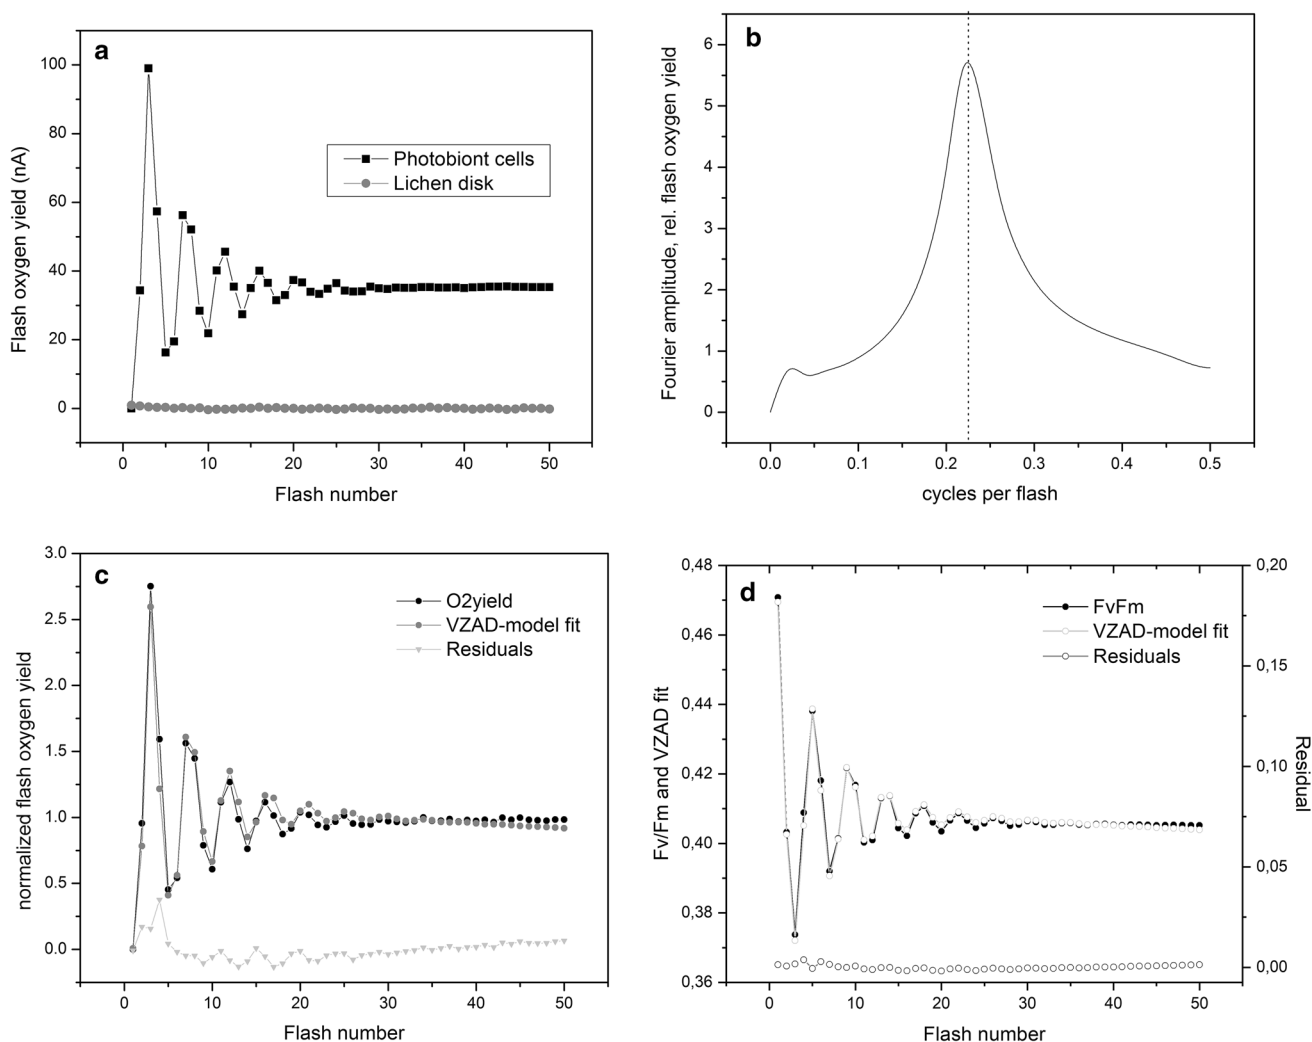 a
100
80
60
40
20
0
Flash oxygen yield (nA)
Photobiont cells
Lichen disk
0 10 20 30 40 50
Flash number
b
6
5
4
3
2
1
0
Fourier amplitude, rel. flash oxygen yield
0.0 0.1 0.2 0.3 0.4 0.5
cycles per flash
c
3.0
2.5
2.0
1.5
1.0
0.5
0.0
normalized flash oxygen yield
O2yield
VZAD-model fit
Residuals
0 10 20 30 40 50
Flash number
d
0,48
0,46
0,44
0,42
0,40
0,38
0,36
Fv/Fm and VZAD fit
FvFm
VZAD-model fit
Residuals
0,20
0,15
0,10
0,05
0,00
Residual
0 10 20 30 40 50
Flash number